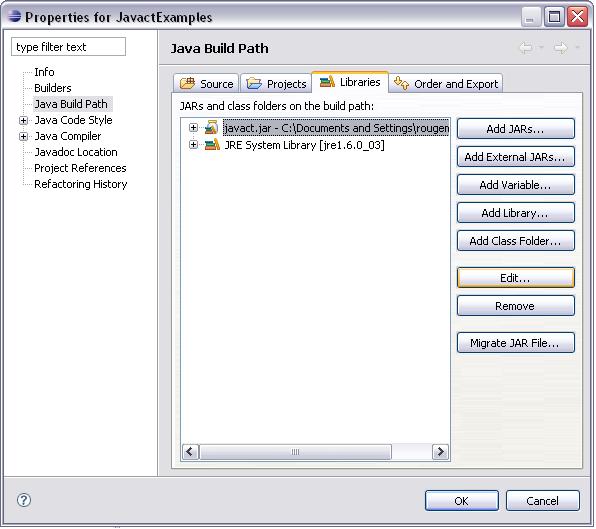 Properties for JavactExamples
type filter text
Info
Builders
Java Build Path
Java Code Style
Java Compiler
Javadoc Location
Project References
Refactoring History
Java Build Path
Source Projects Libraries Order and Export
JARs and class folders on the build path:
javact.jar - C:\Documents and Settings\rougem
JRE System Library [jre1.6.0_03]
Add JARs...
Add External JARs...
Add Variable...
Add Library...
Add Class Folder...
Edit...
Remove
Migrate JAR File...
OK Cancel